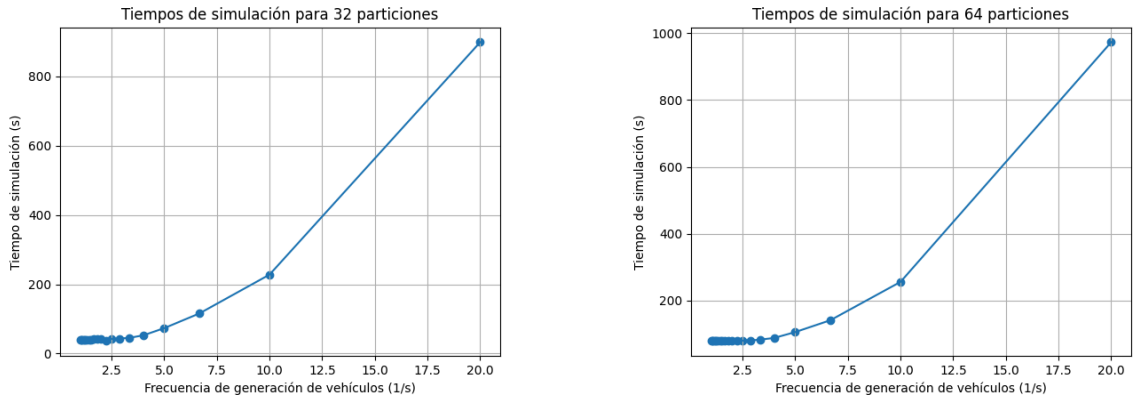 Tiempos de simulación para 32 particiones
800
600
400
200
0
Tiempo de simulación (s)
2.5 5.0 7.5 10.0 12.5 15.0 17.5 20.0
Frecuencia de generación de vehículos (1/s)
Tiempos de simulación para 64 particiones
1000
800
600
400
200
Tiempo de simulación (s)
2.5 5.0 7.5 10.0 12.5 15.0 17.5 20.0
Frecuencia de generación de vehículos (1/s)